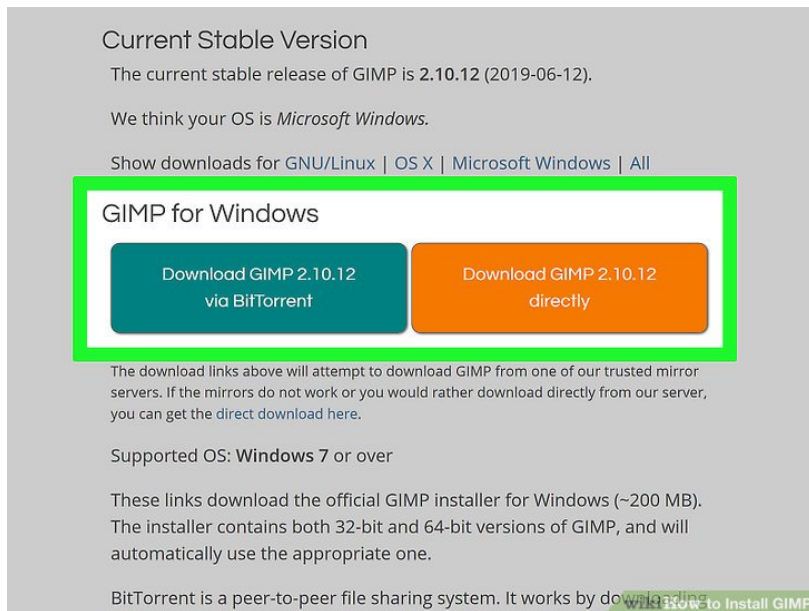 Current Stable Version
The current stable release of GIMP is 2.10.12 (2019-06-12).
We think your OS is Microsoft Windows.
Show downloads for GNU/Linux | OS X | Microsoft Windows | All
GIMP for Windows
Download GIMP 2.10.12
via BitTorrent
Download GIMP 2.10.12
directly
The download links above will attempt to download GIMP from one of our trusted mirror
servers. If the mirrors do not work or you would rather download directly from our server,
you can get the direct download here.
Supported OS: Windows 7 or over
These links download the official GIMP installer for Windows (~200 MB).
The installer contains both 32-bit and 64-bit versions of GIMP, and will
automatically use the appropriate one.
BitTorrent is a peer-to-peer file sharing system. It works by downloading
wikiHow to Install GIMP